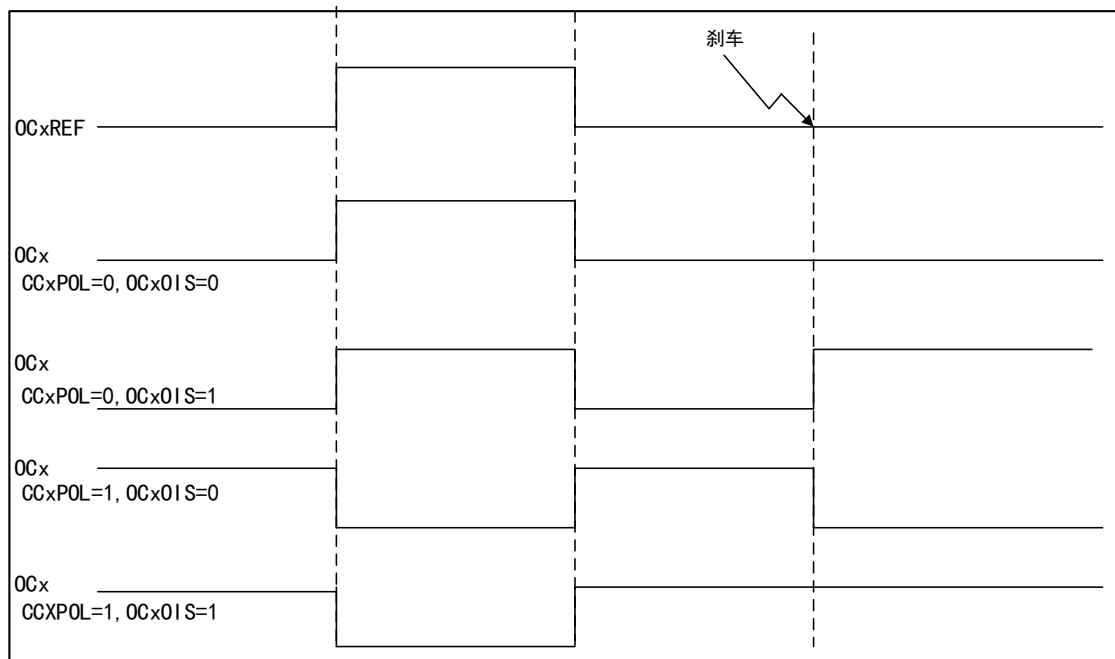 刹车
OCxREF
OCx
CCxPOL=0,OCxOIS=0
OCx
CCxPOL=0,OCxOIS=1
OCx
CCxPOL=1,OCxOIS=0
OCx
CCXPOL=1,OCxOIS=1